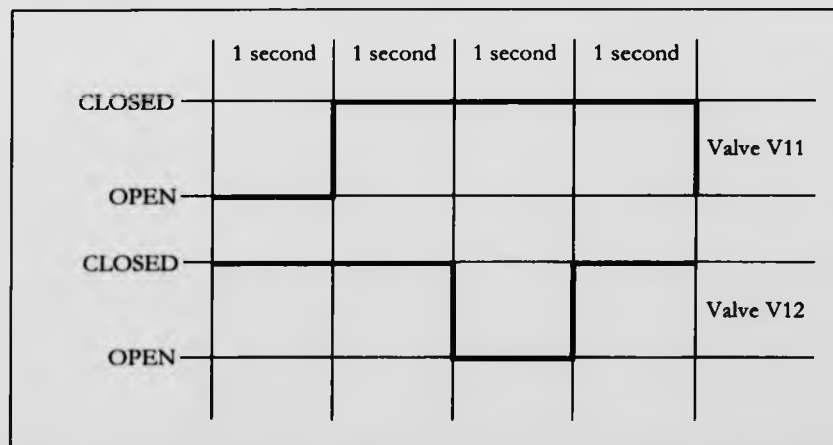 1 second 1 second 1 second 1 second
CLOSED
Valve V11
OPEN
CLOSED
Valve V12
OPEN